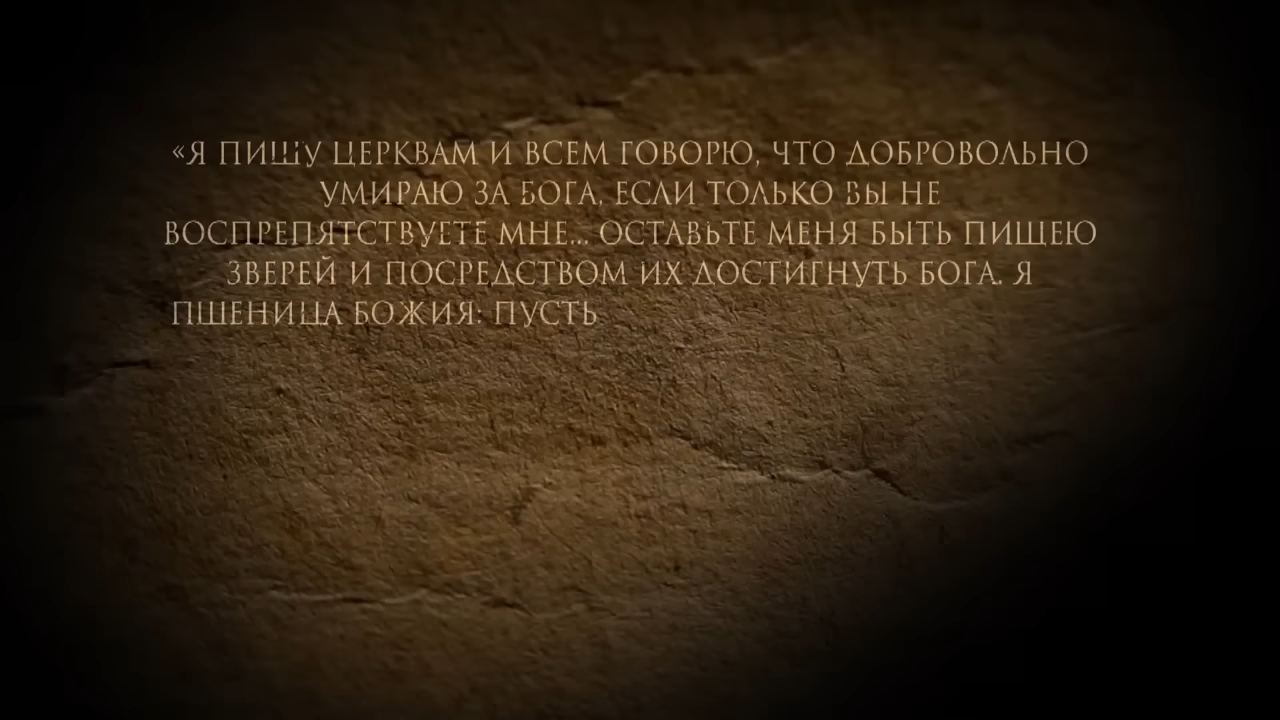 «Я ПИШУ ЦЕРКВАМ И ВСЕМ ГОВОРЮ, ЧТО ДОБРОВОЛЬНО
УМИРАЮ ЗА БОГА, ЕСЛИ ТОЛЬКО ВЫ НЕ
ВОСПРЕПЯТСТВУЕТЕ МНЕ... ОСТАВЬТЕ МЕНЯ БЫТЬ ПИЩЕЮ
ЗВЕРЕЙ И ПОСРЕДСТВОМ ИХ ДОСТИГНУТЬ БОГА. Я
ПШЕНИЦА БОЖИЯ: ПУСТЬ